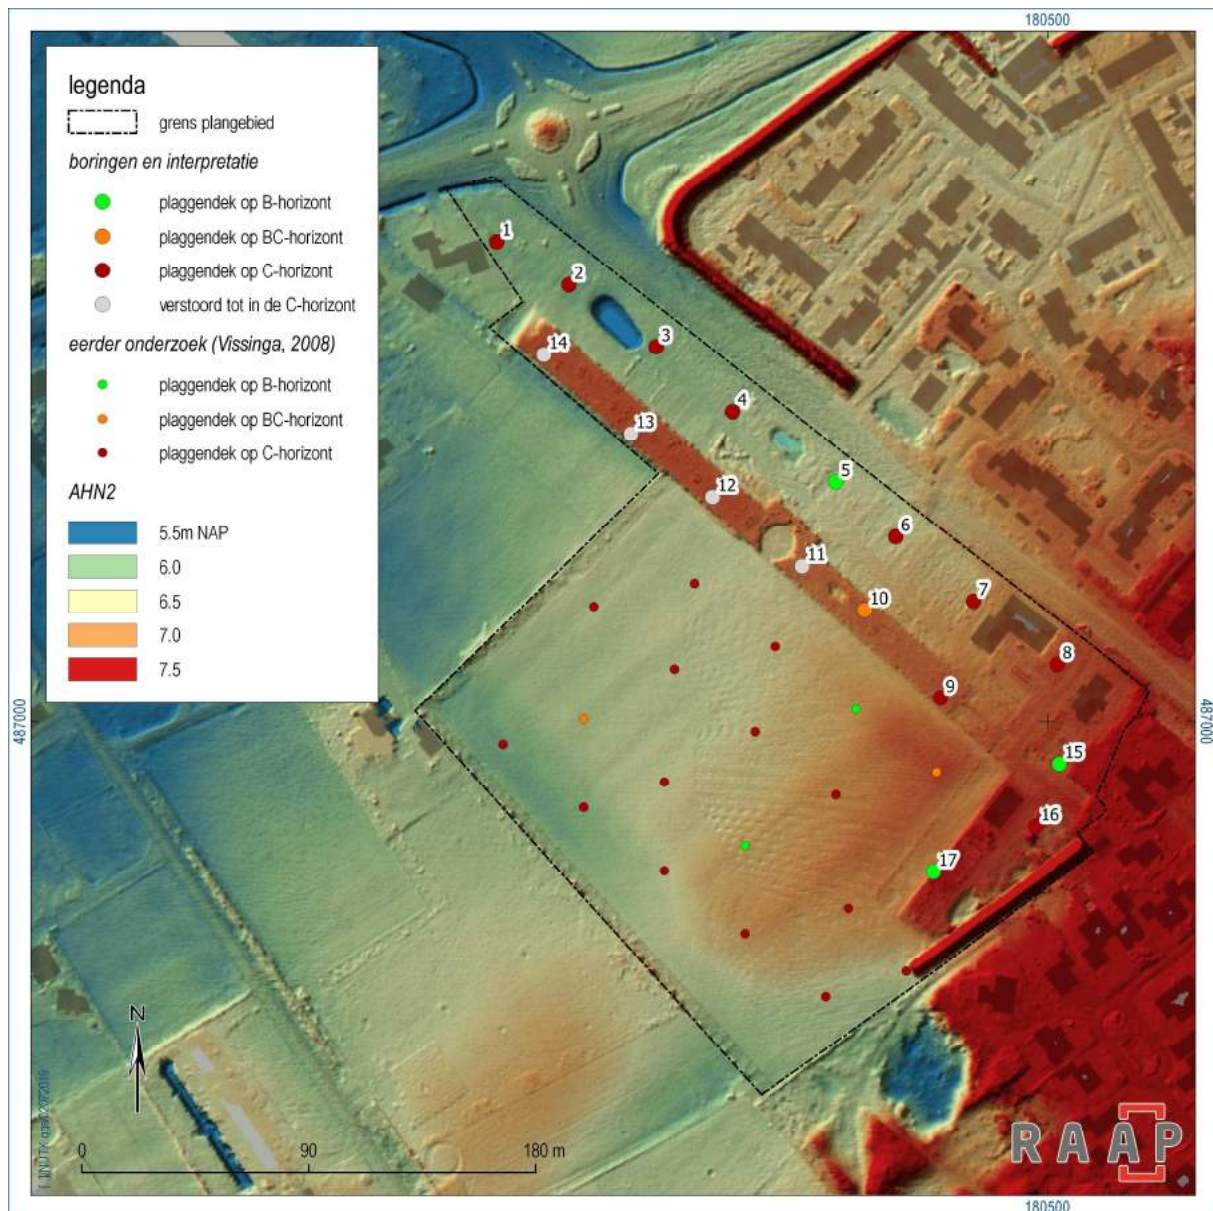 180500
legenda
grens plangebied
boringen en interpretatie
plaggendek op B-horizont
plaggendek op BC-horizont
plaggendek op C-horizont
verstoord tot in de C-horizont
eerder onderzoek (Vissinga, 2008)
plaggendek op B-horizont
plaggendek op BC-horizont
plaggendek op C-horizont
AHN2
5.5m NAP
6.0
6.5
7.0
7.5
1
2
3
14
4
13
5
12
6
11
10
7
8
9
487000
487000
15
16
17
N
0
90
180 m
RAAP
180500